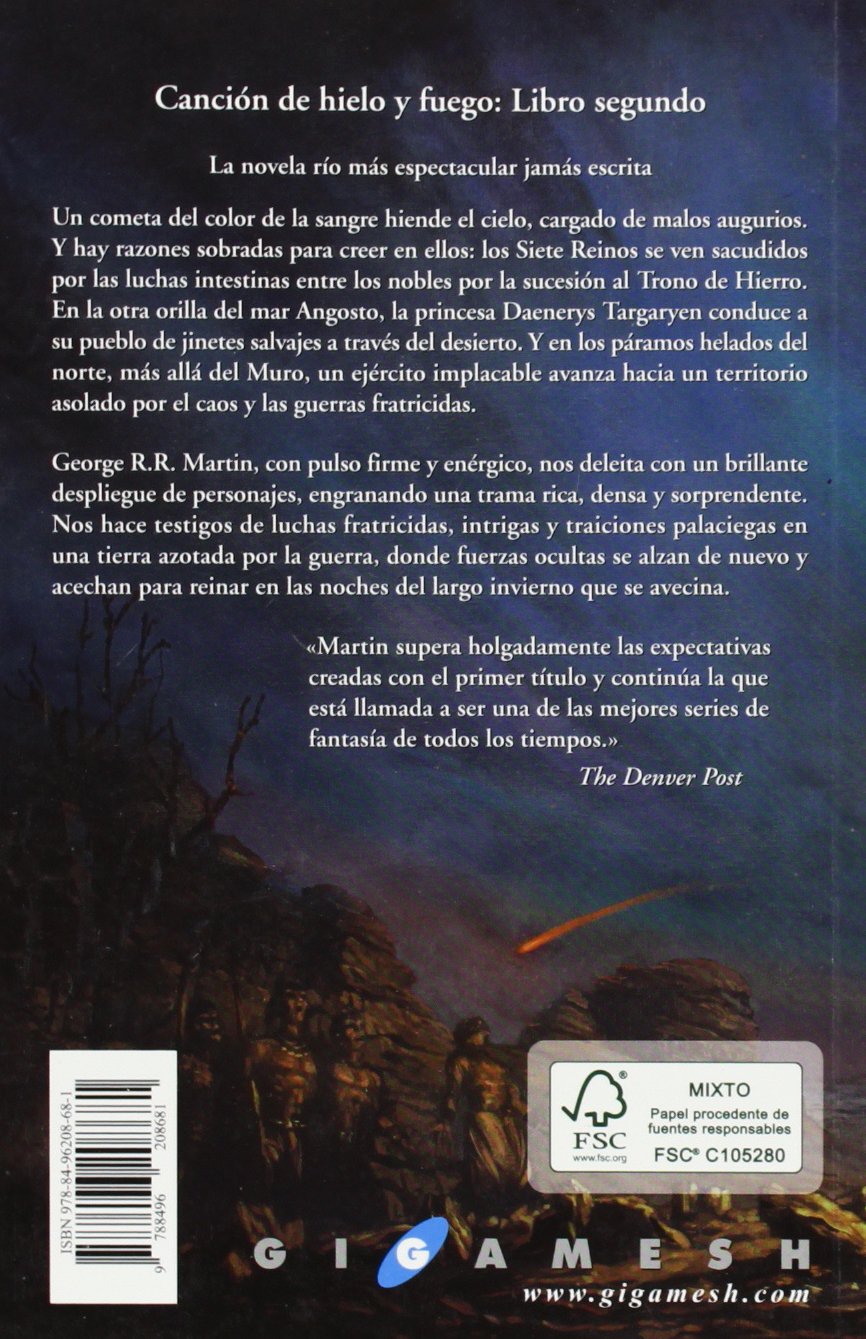 Canción de hielo y fuego: Libro segundo
La novela río más espectacular jamás escrita
Un cometa del color de la sangre hiende el cielo, cargado de malos augurios.
Y hay razones sobradas para creer en ellos: los Siete Reinos se ven sacudidos
por las luchas intestinas entre los nobles por la sucesión al Trono de Hierro.
En la otra orilla del mar Angosto, la princesa Daenerys Targaryen conduce a
su pueblo de jinetes salvajes a través del desierto. Y en los páramos helados del
norte, más allá del Muro, un ejército implacable avanza hacia un territorio
asolado por el caos y las guerras fratricidas.
George R.R. Martin, con pulso firme y enérgico, nos deleita con un brillante
despliegue de personajes, engranando una trama rica, densa y sorprendente.
Nos hace testigos de luchas fratricidas, intrigas y traiciones palaciegas en
una tierra azotada por la guerra, donde fuerzas ocultas se alzan de nuevo y
acechan para reinar en las noches del largo invierno que se avecina.
«Martin supera holgadamente las expectativas
creadas con el primer título y continúa la que
está llamada a ser una de las mejores series de
fantasía de todos los tiempos.»
The Denver Post
ISBN 978-84-96208-68-1
9 788496 208681
FSC®
www.fsc.org
MIXTO
Papel procedente de
fuentes responsables
FSC® C105280
GIGAMESH
www.gigamesh.com